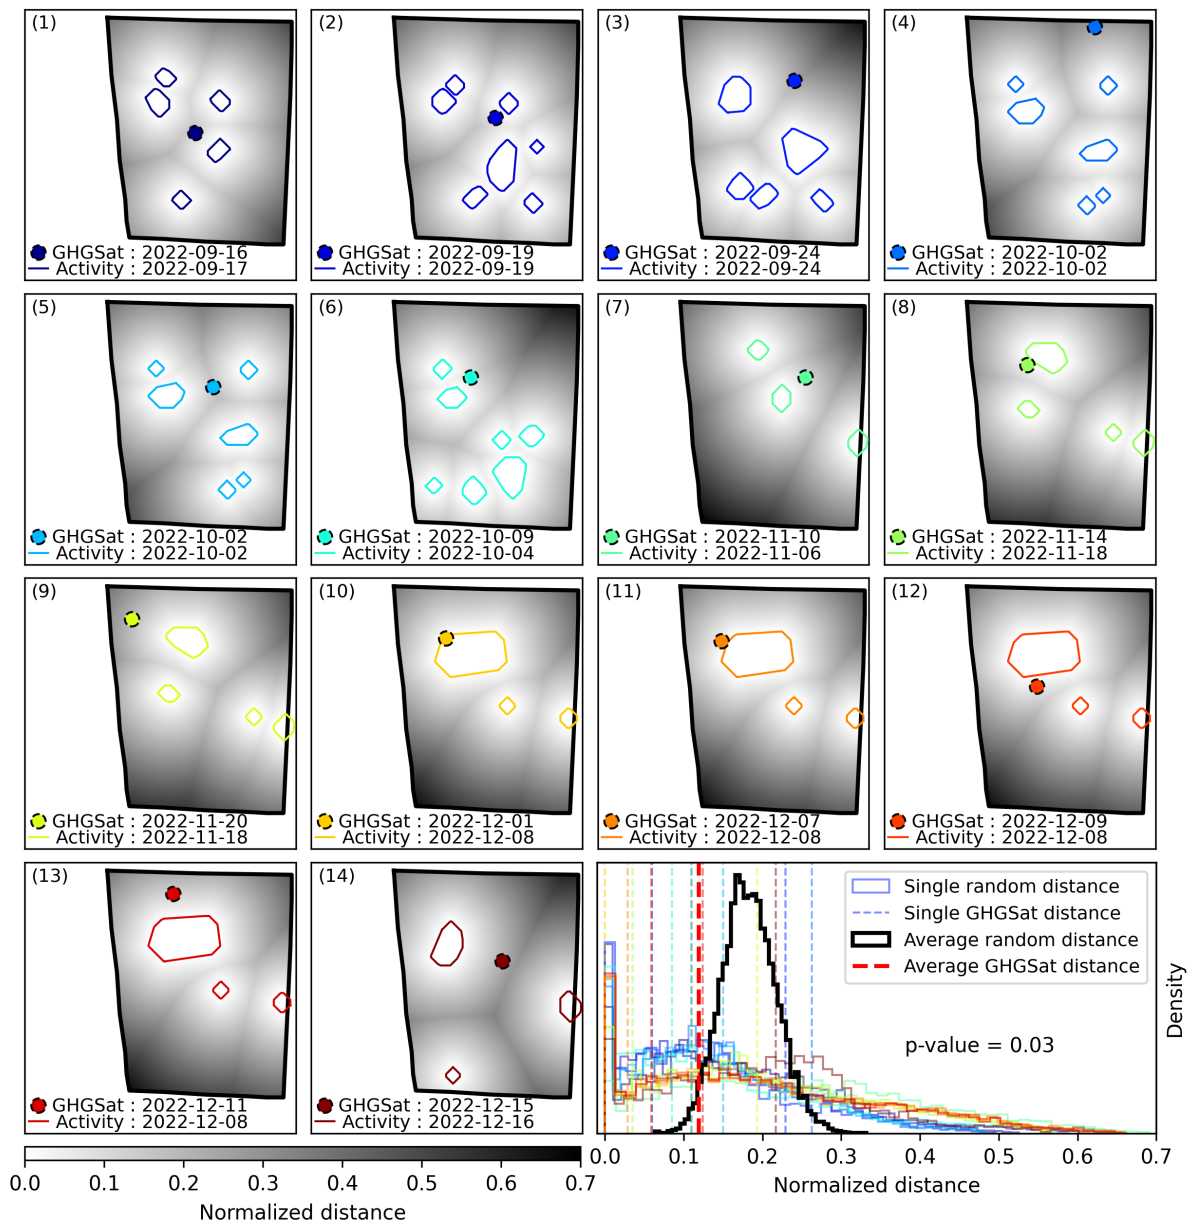 (1)
GHGSat : 2022-09-16
Activity : 2022-09-17
(2)
GHGSat : 2022-09-19
Activity : 2022-09-19
(3)
GHGSat : 2022-09-24
Activity : 2022-09-24
(4)
GHGSat : 2022-10-02
Activity : 2022-10-02
(5)
GHGSat : 2022-10-02
Activity : 2022-10-02
(6)
GHGSat : 2022-10-09
Activity : 2022-10-04
(7)
GHGSat : 2022-11-10
Activity : 2022-11-06
(8)
GHGSat : 2022-11-14
Activity : 2022-11-18
(9)
GHGSat : 2022-11-20
Activity : 2022-11-18
(10)
GHGSat : 2022-12-01
Activity : 2022-12-08
(11)
GHGSat : 2022-12-07
Activity : 2022-12-08
(12)
GHGSat : 2022-12-09
Activity : 2022-12-08
(13)
GHGSat : 2022-12-11
Activity : 2022-12-08
(14)
GHGSat : 2022-12-15
Activity : 2022-12-16
Single random distance
Single GHGSat distance
Average random distance
Average GHGSat distance
p-value = 0.03
Density
0.0 0.1 0.2 0.3 0.4 0.5 0.6 0.7
Normalized distance
0.0 0.1 0.2 0.3 0.4 0.5 0.6 0.7
Normalized distance